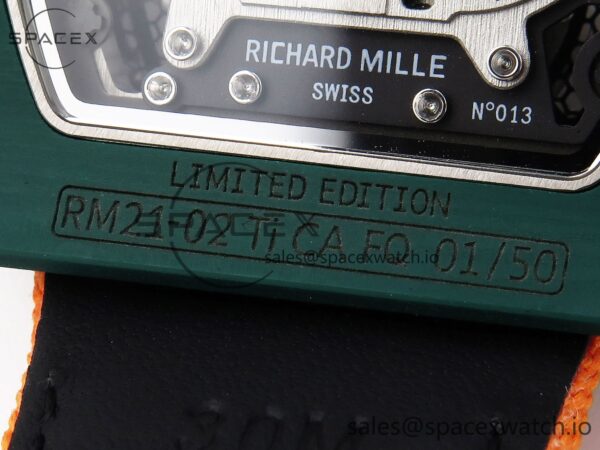 SPACEX
RICHARD MILLE
SWISS
N°013
LIMITED EDITION
RM21-02 TI CA FQ 01/50
SPACEX
sales@spacexwatch.io
sales@spacexwatch.io